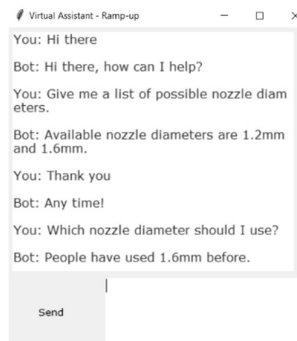 Virtual Assistant - Ramp-up
You: Hi there
Bot: Hi there, how can I help?
You: Give me a list of possible nozzle diam
eters.
Bot: Available nozzle diameters are 1.2mm
and 1.6mm.
You: Thank you
Bot: Any time!
You: Which nozzle diameter should I use?
Bot: People have used 1.6mm before.
Send